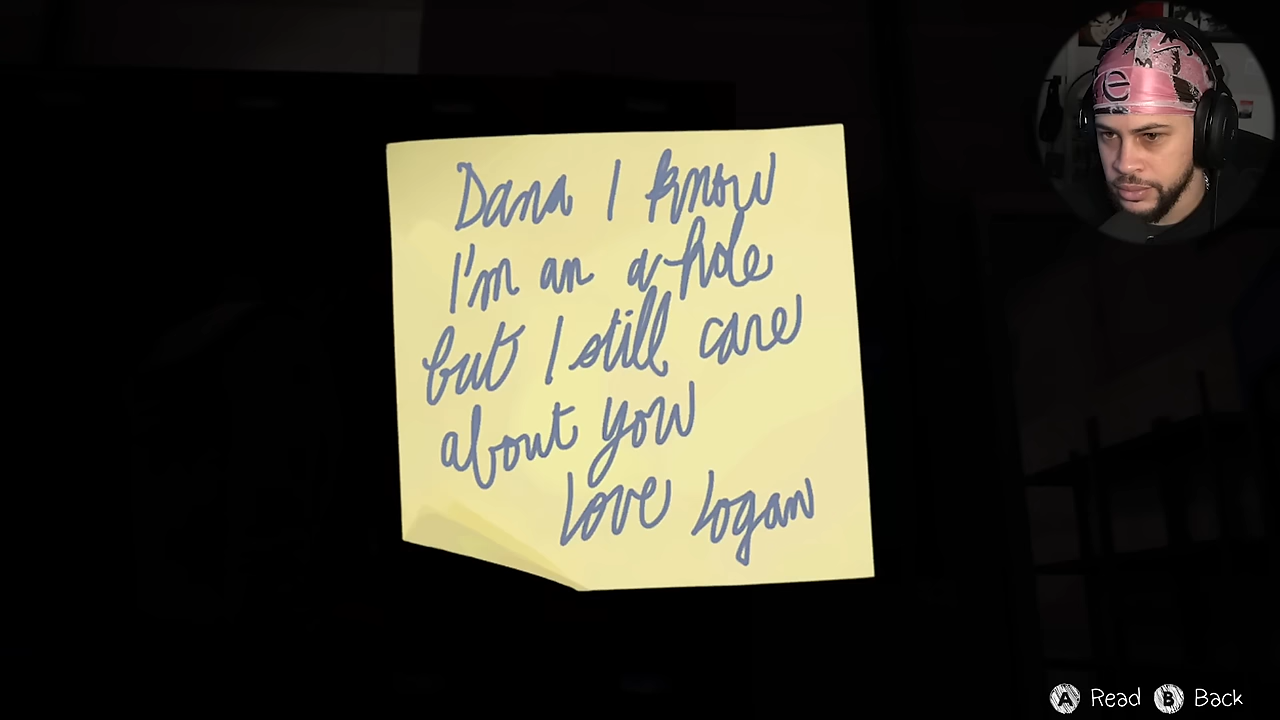 Dana I know
I'm an a-hole
but I still care
about you
Love Logan
e
A Read B Back